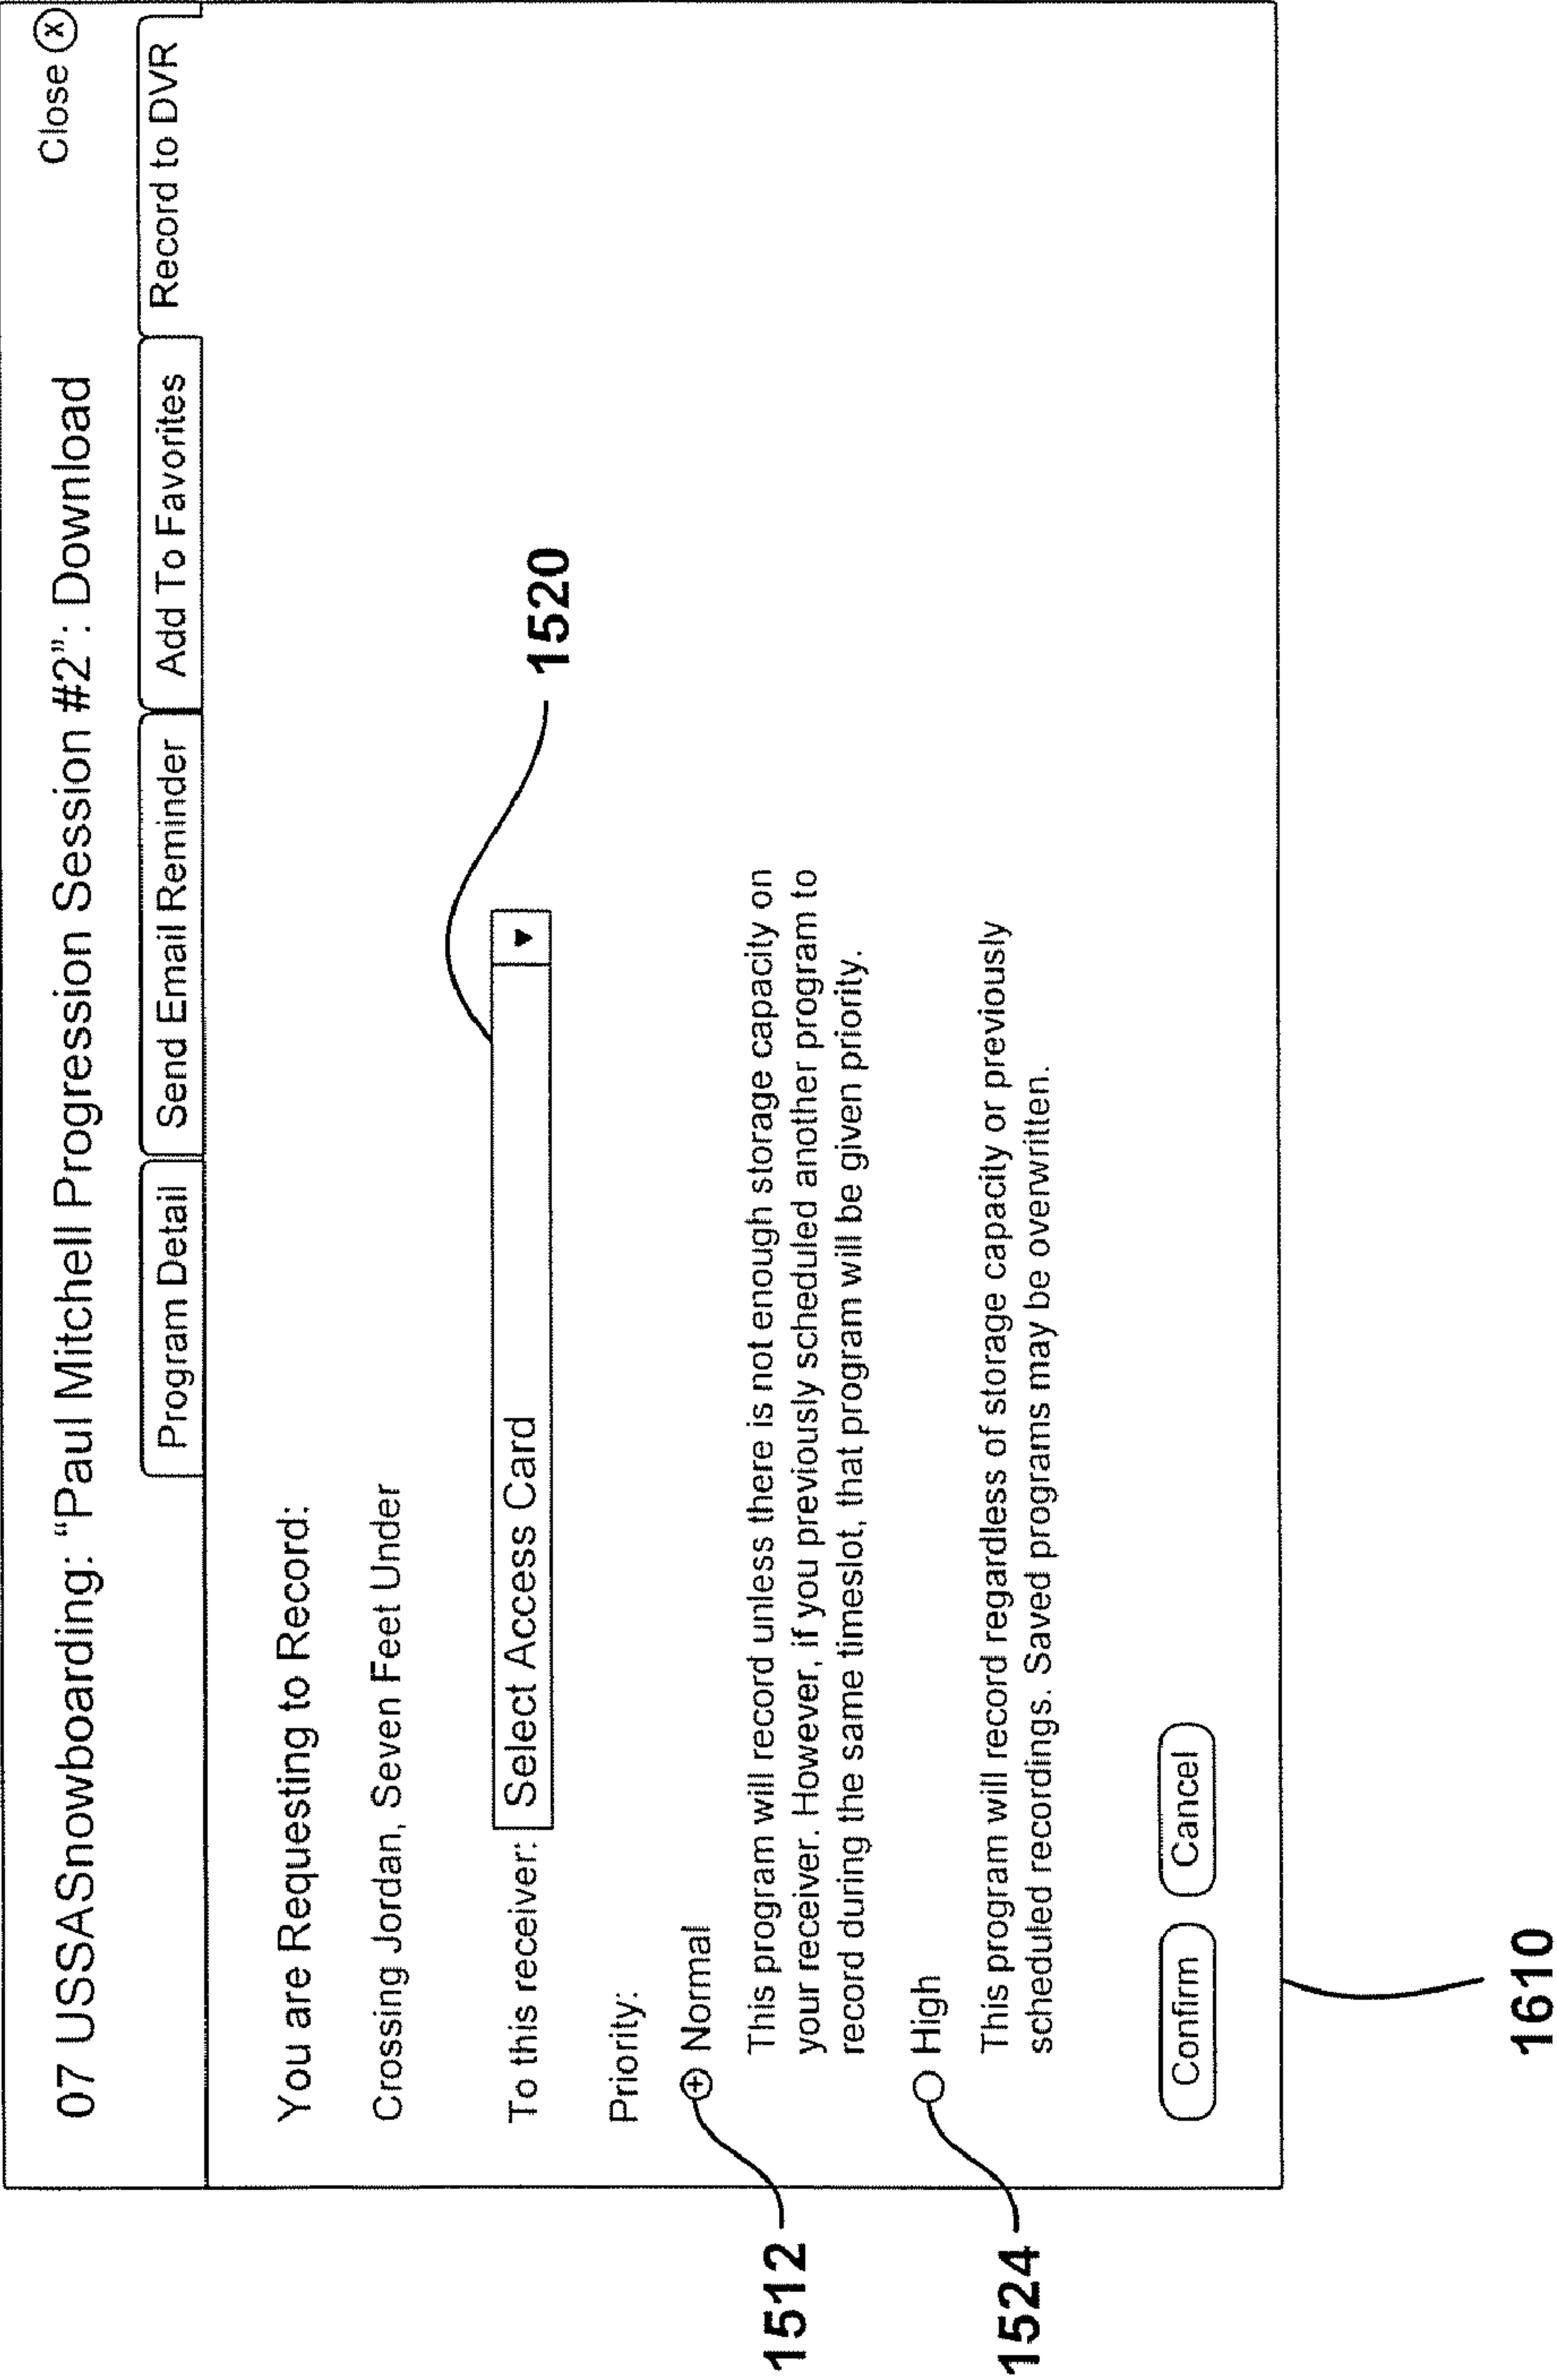 07 USSASnowboarding: “Paul Mitchell Progression Session #2”: Download
Close (x)
Program Detail
Send Email Reminder
Add To Favorites
Record to DVR
You are Requesting to Record:
Crossing Jordan, Seven Feet Under
1520
To this receiver: Select Access Card ▼
Priority:
Normal
1512
This program will record unless there is not enough storage capacity on
your receiver. However, if you previously scheduled another program to
record during the same timeslot, that program will be given priority.
High
1524
This program will record regardless of storage capacity or previously
scheduled recordings. Saved programs may be overwritten.
Confirm
Cancel
1610